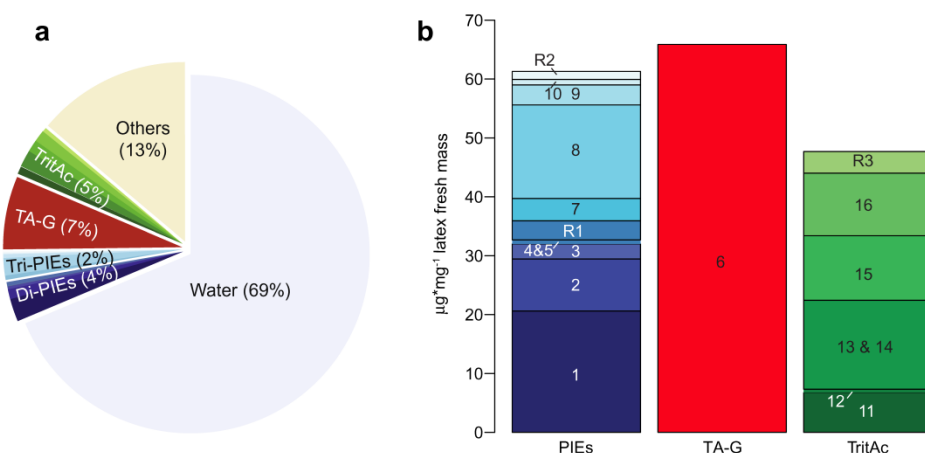 a
Others
(13%)
TritAc (5%)
TA-G (7%)
Tri-PIEs (2%)
Di-PIEs (4%)
Water (69%)
b
70
60
50
40
30
20
10
0
µg*mg⁻¹ latex fresh mass
R2
10 9
8
7
R1
4&5 3
2
1
6
R3
16
15
13 & 14
12 11
PIEs TA-G TritAc